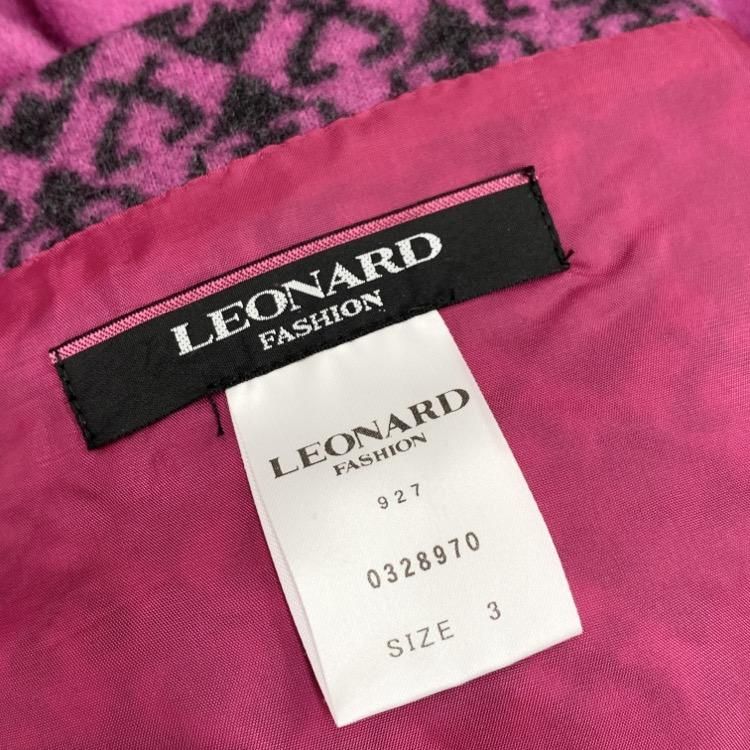 LEONARD
FASHION
LEONARD
FASHION
927
0328970
SIZE 3